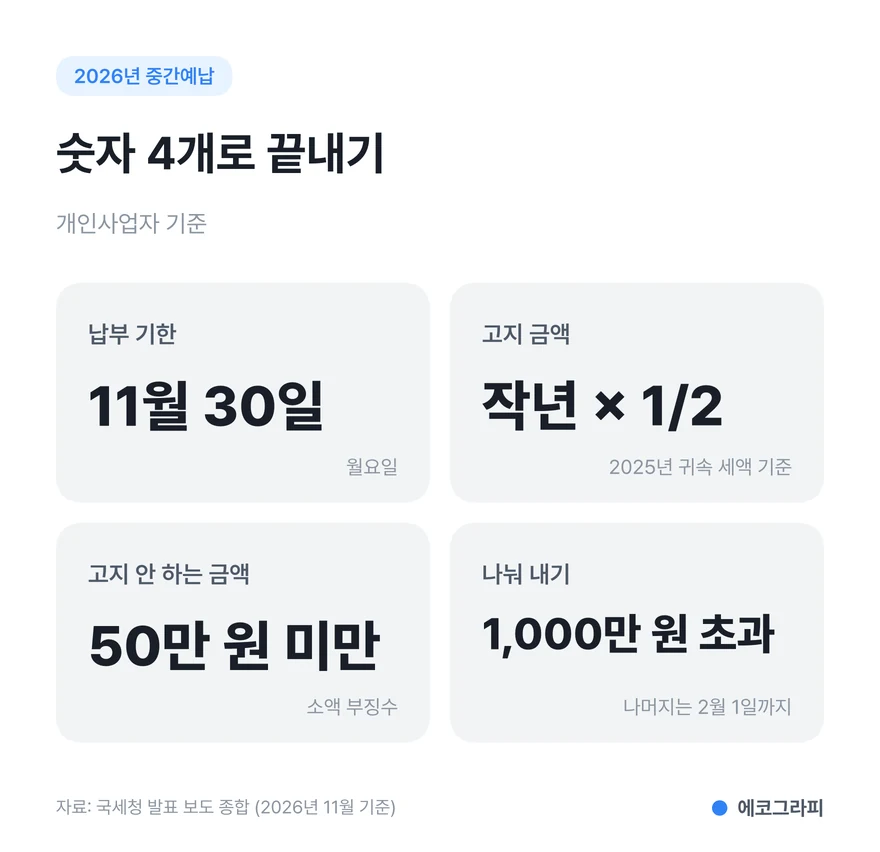 2026년 중간예납
숫자 4개로 끝내기
개인사업자 기준
납부 기한
11월 30일
월요일
고지 금액
작년 × 1/2
2025년 귀속 세액 기준
고지 안 하는 금액
50만 원 미만
소액 부징수
나눠 내기
1,000만 원 초과
나머지는 2월 1일까지
자료: 국세청 발표 보도 종합 (2026년 11월 기준)
에코그라피